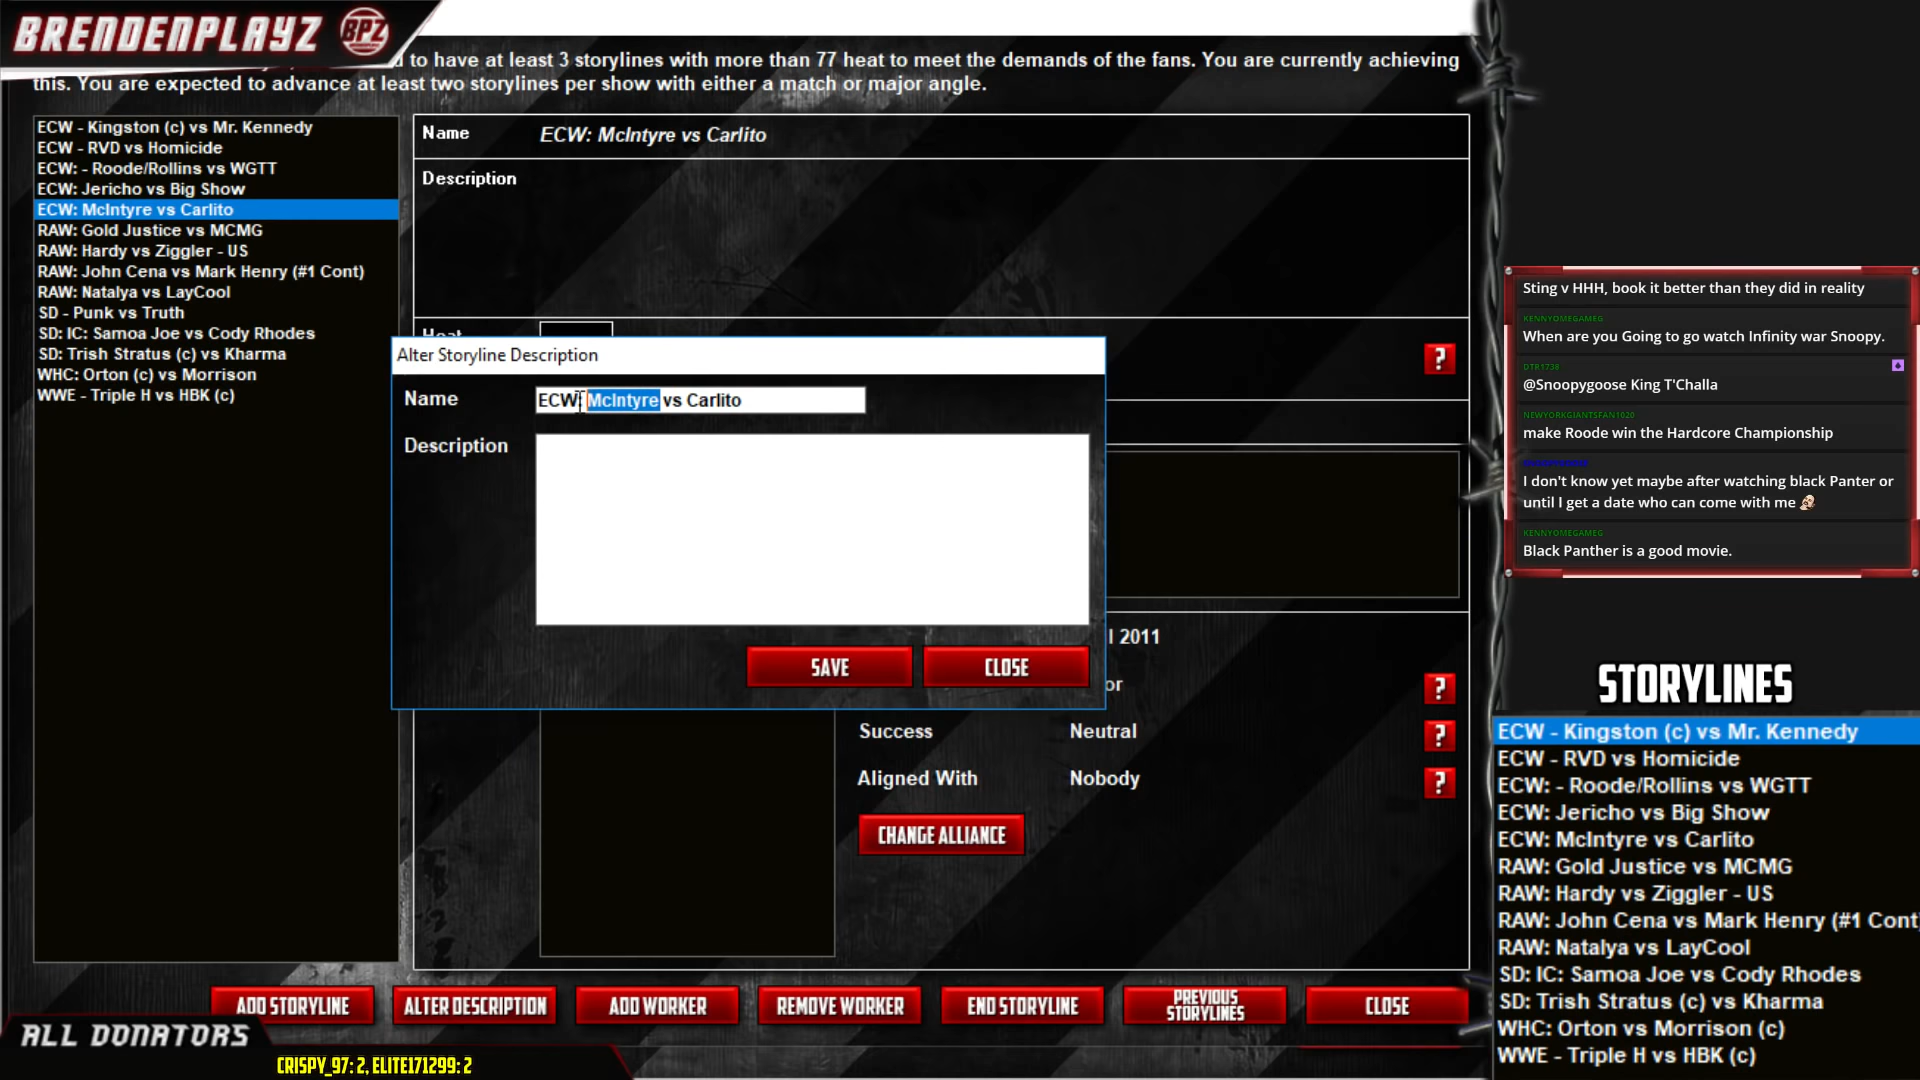 BRENDENPLAYZ
BPZ
to have at least 3 storylines with more than 77 heat to meet the demands of the fans. You are currently achieving
this. You are expected to advance at least two storylines per show with either a match or major angle.
ECW - Kingston (c) vs Mr. Kennedy
ECW - RVD vs Homicide
ECW: - Roode/Rollins vs WGTT
ECW: Jericho vs Big Show
ECW: McIntyre vs Carlito
RAW: Gold Justice vs MCMG
RAW: Hardy vs Ziggler - US
RAW: John Cena vs Mark Henry (#1 Cont)
RAW: Natalya vs LayCool
SD - Punk vs Truth
SD: IC: Samoa Joe vs Cody Rhodes
SD: Trish Stratus (c) vs Kharma
WHC: Orton (c) vs Morrison
WWE - Triple H vs HBK (c)
Name ECW: McIntyre vs Carlito
Description
Heat
?
Alter Storyline Description
Name ECW: McIntyre vs Carlito
Description
SAVE CLOSE
2011
or ?
Success Neutral ?
Aligned With Nobody ?
CHANGE ALLIANCE
ADD STORYLINE ALTER DESCRIPTION ADD WORKER REMOVE WORKER END STORYLINE PREVIOUS STORYLINES CLOSE
ALL DONATORS
CRISPY_97: 2, ELITE171299: 2
Sting v HHH, book it better than they did in reality
KENNYOMEGAMEG
When are you Going to go watch Infinity war Snoopy.
DTR1738
@Snoopygoose King T'Challa
NEWYORKGIANTSFAN1020
make Roode win the Hardcore Championship
I don't know yet maybe after watching black Panter or
until I get a date who can come with me
KENNYOMEGAMEG
Black Panther is a good movie.
STORYLINES
ECW - Kingston (c) vs Mr. Kennedy
ECW - RVD vs Homicide
ECW: - Roode/Rollins vs WGTT
ECW: Jericho vs Big Show
ECW: McIntyre vs Carlito
RAW: Gold Justice vs MCMG
RAW: Hardy vs Ziggler - US
RAW: John Cena vs Mark Henry (#1 Cont)
RAW: Natalya vs LayCool
SD: IC: Samoa Joe vs Cody Rhodes
SD: Trish Stratus (c) vs Kharma
WHC: Orton vs Morrison (c)
WWE - Triple H vs HBK (c)